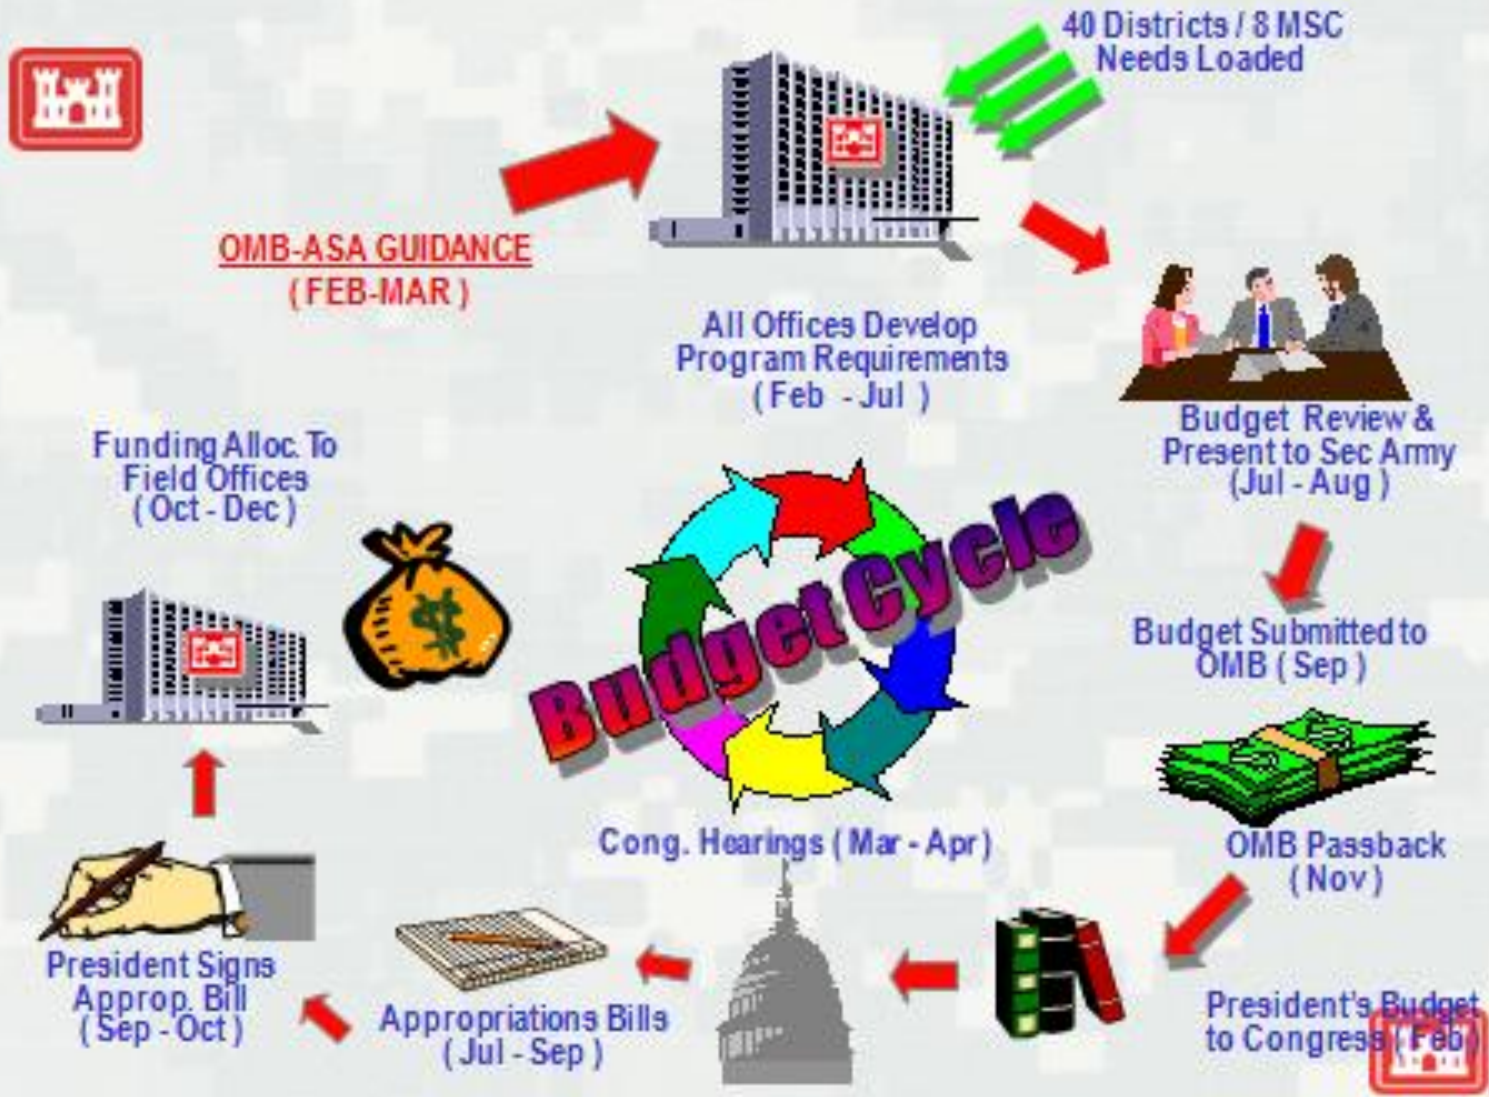 40 Districts / 8 MSC
Needs Loaded
OMB-ASA GUIDANCE
( FEB-MAR )
All Offices Develop
Program Requirements
( Feb - Jul )
Budget Review &
Present to Sec Army
(Jul - Aug )
Budget Submitted to
OMB ( Sep )
OMB Passback
( Nov )
President's Budget
to Congress ( Feb )
Cong. Hearings ( Mar - Apr )
Appropriations Bills
( Jul - Sep )
President Signs
Approp. Bill
( Sep - Oct )
Funding Alloc. To
Field Offices
( Oct - Dec )
$
Budget Cycle